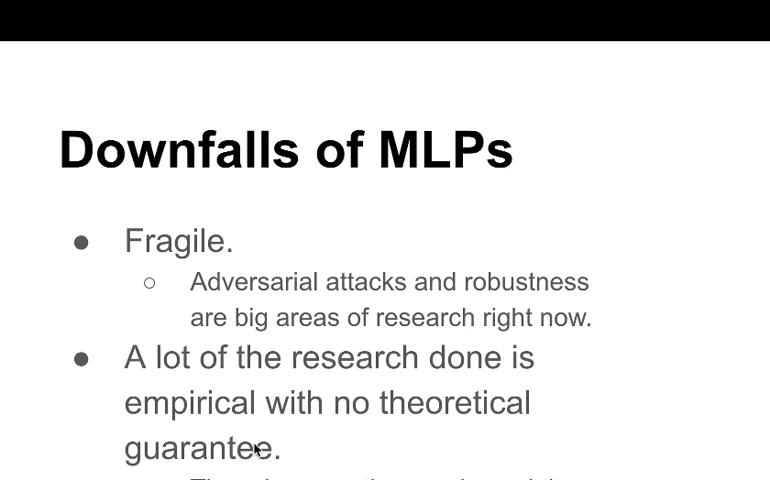 Downfalls of MLPs
● Fragile.
○ Adversarial attacks and robustness
are big areas of research right now.
● A lot of the research done is
empirical with no theoretical
guarantee.